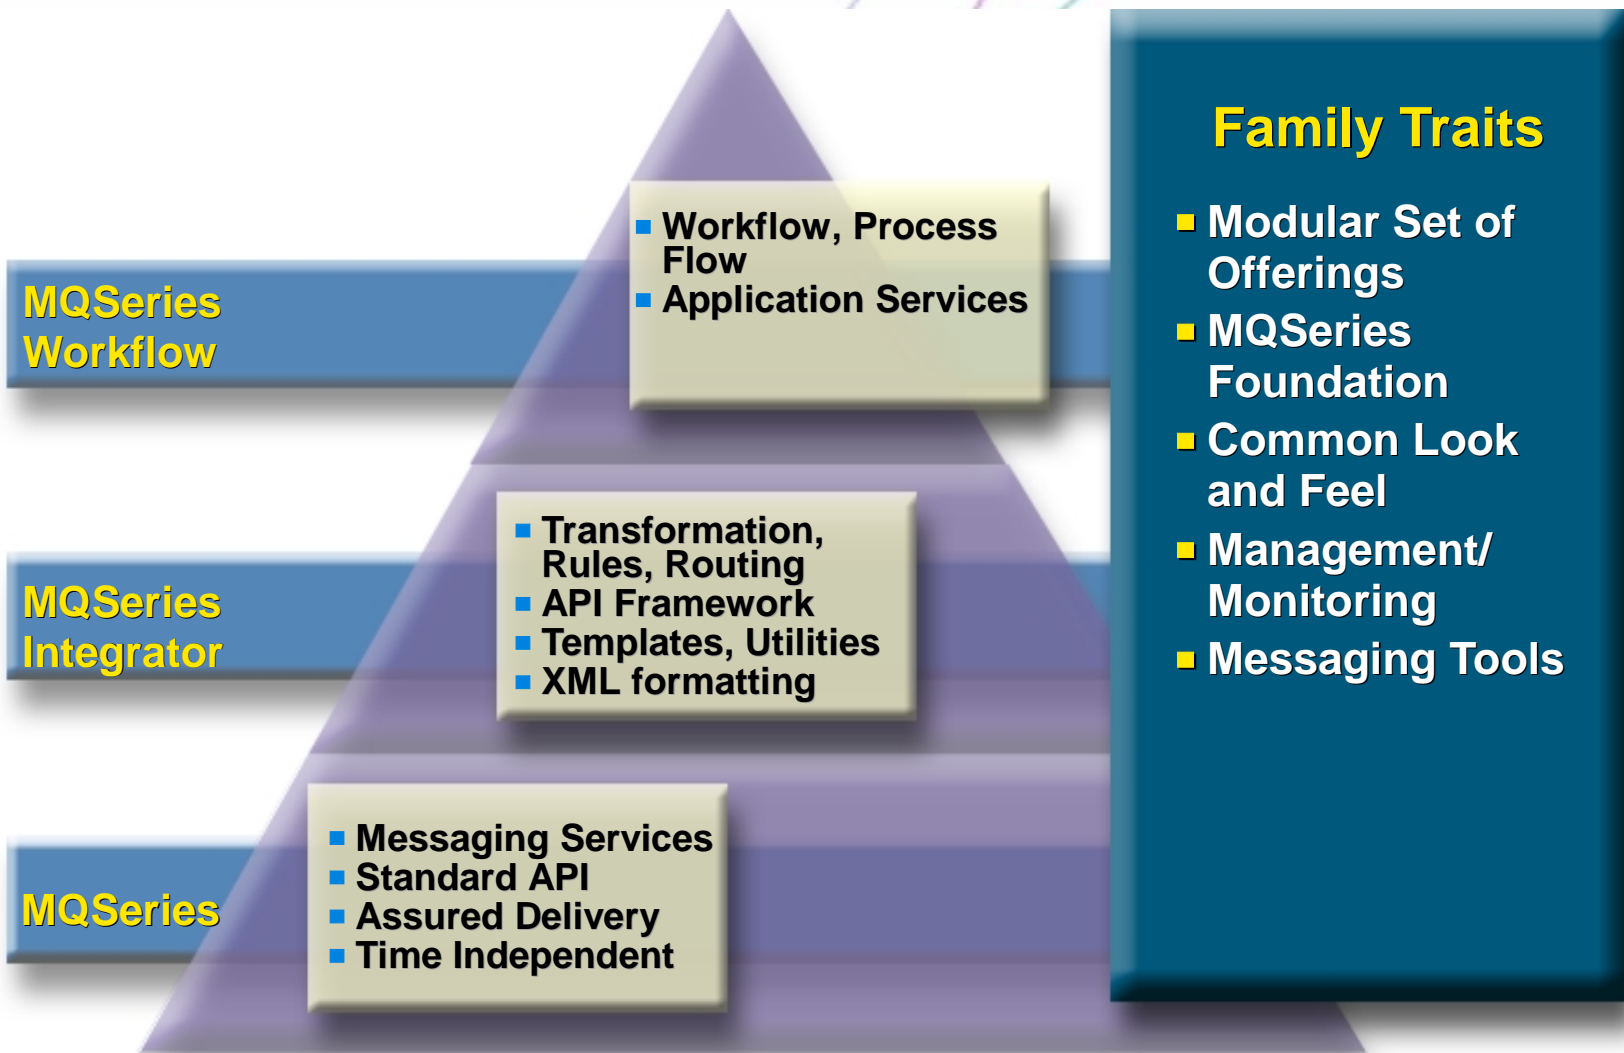 MQSeries
Workflow
Workflow, Process
Flow
Application Services
MQSeries
Integrator
Transformation,
Rules, Routing
API Framework
Templates, Utilities
XML formatting
MQSeries
Messaging Services
Standard API
Assured Delivery
Time Independent
Family Traits
Modular Set of
Offerings
MQSeries
Foundation
Common Look
and Feel
Management/
Monitoring
Messaging Tools